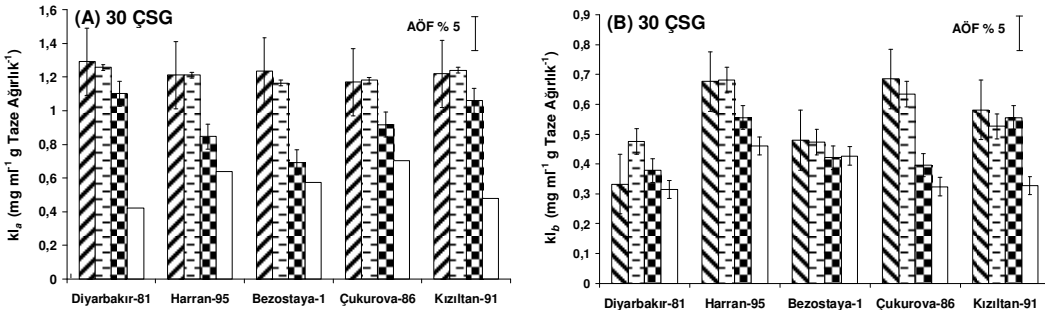 (A) 30 ÇSG
AÖF % 5
kl_a (mg ml⁻¹ g Taze Ağırlık⁻¹)
1,6
1,4
1,2
1
0,8
0,6
0,4
0,2
0
Diyarbakır-81 Harran-95 Bezostaya-1 Çukurova-86 Kızıltan-91
(B) 30 ÇSG
AÖF % 5
kl_b (mg ml⁻¹ g Taze Ağırlık⁻¹)
0,9
0,8
0,7
0,6
0,5
0,4
0,3
0,2
0,1
0,0
Diyarbakır-81 Harran-95 Bezostaya-1 Çukurova-86 Kızıltan-91